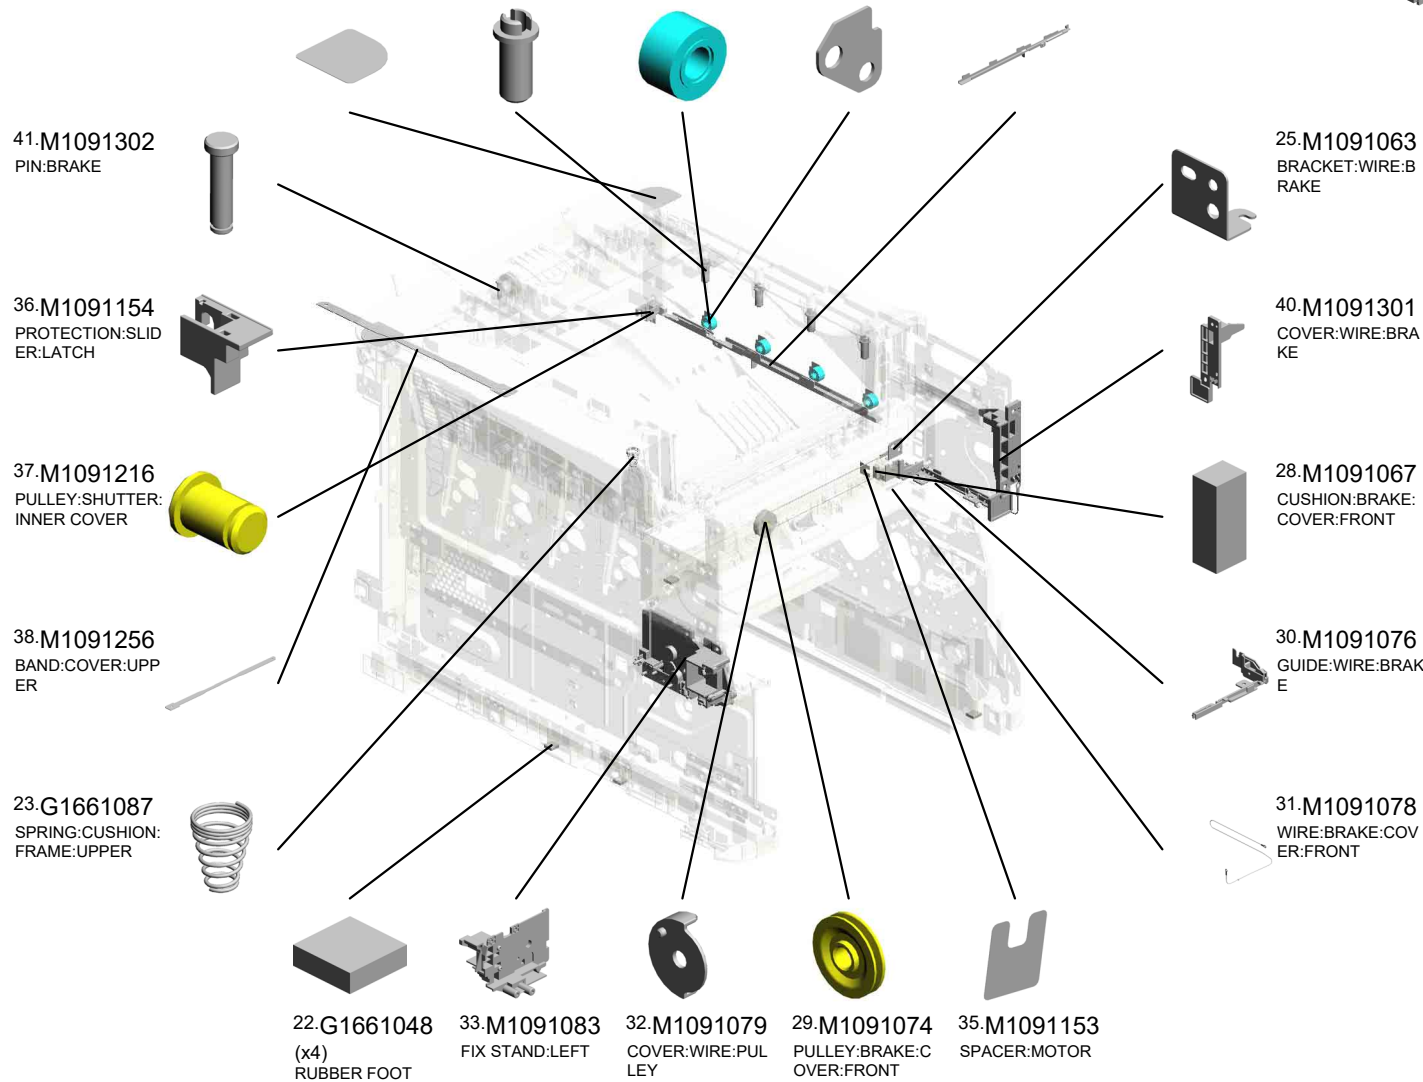 41.M1091302
PIN:BRAKE
36.M1091154
PROTECTION:SLID
ER:LATCH
37.M1091216
PULLEY:SHUTTER:
INNER COVER
38.M1091256
BAND:COVER:UPP
ER
23.G1661087
SPRING:CUSHION:
FRAME:UPPER
25.M1091063
BRACKET:WIRE:B
RAKE
40.M1091301
COVER:WIRE:BRA
KE
28.M1091067
CUSHION:BRAKE:
COVER:FRONT
30.M1091076
GUIDE:WIRE:BRAK
E
31.M1091078
WIRE:BRAKE:COV
ER:FRONT
22.G1661048
(x4)
RUBBER FOOT
33.M1091083
FIX STAND:LEFT
32.M1091079
COVER:WIRE:PUL
LEY
29.M1091074
PULLEY:BRAKE:C
OVER:FRONT
35.M1091153
SPACER:MOTOR